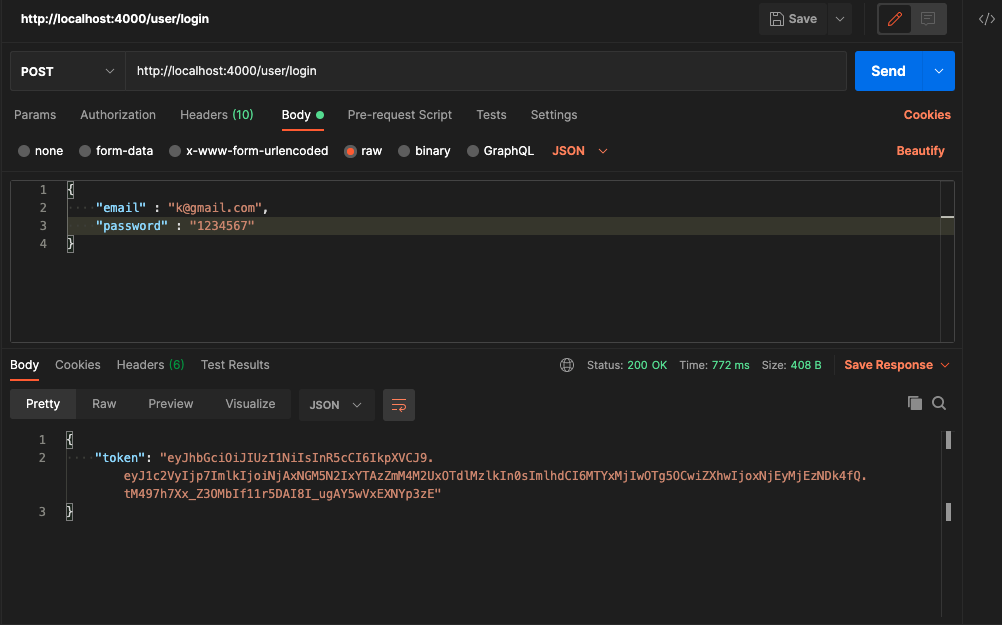 http://localhost:4000/user/login
Save
POST
http://localhost:4000/user/login
Send
Params Authorization Headers (10) Body Pre-request Script Tests Settings Cookies
none form-data x-www-form-urlencoded raw binary GraphQL JSON Beautify
1 {
2 "email" : "k@gmail.com",
3 "password" : "1234567"
4 }
Body Cookies Headers (6) Test Results Status: 200 OK Time: 772 ms Size: 408 B Save Response
Pretty Raw Preview Visualize JSON
1 {
2 "token": "eyJhbGciOiJIUzI1NiIsInR5cCI6IkpXVCJ9.
eyJ1c2VyIjp7ImlkIjoiNjAxNGM5N2IxYTAzZmM4M2UxOTdlMzlkIn0sImlhdCI6MTYxMjIwOTg5OCwiZXhwIjoxNjEyMjEzNDk4fQ.
tM497h7Xx_Z3OMbIf11r5DAI8I_ugAY5wVxEXNYp3zE"
3 }